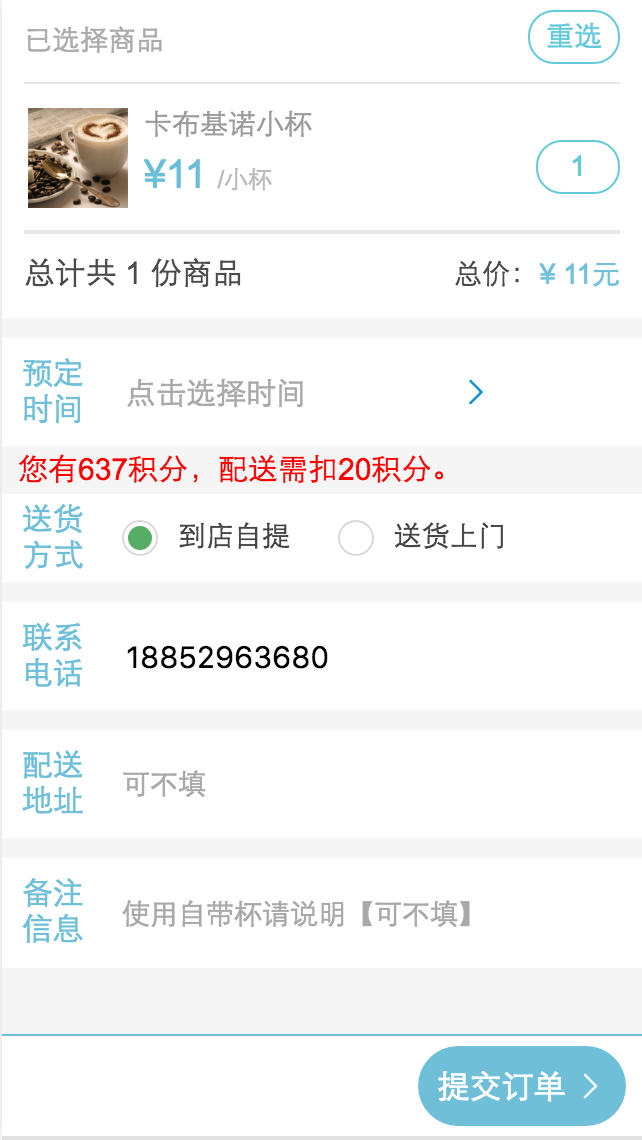 已选择商品 重选
卡布基诺小杯
¥11 /小杯 1
总计共 1 份商品 总价：¥ 11元
预定
时间
点击选择时间
您有637积分，配送需扣20积分。
送货
方式
到店自提 送货上门
联系
电话
18852963680
配送
地址
可不填
备注
信息
使用自带杯请说明【可不填】
提交订单